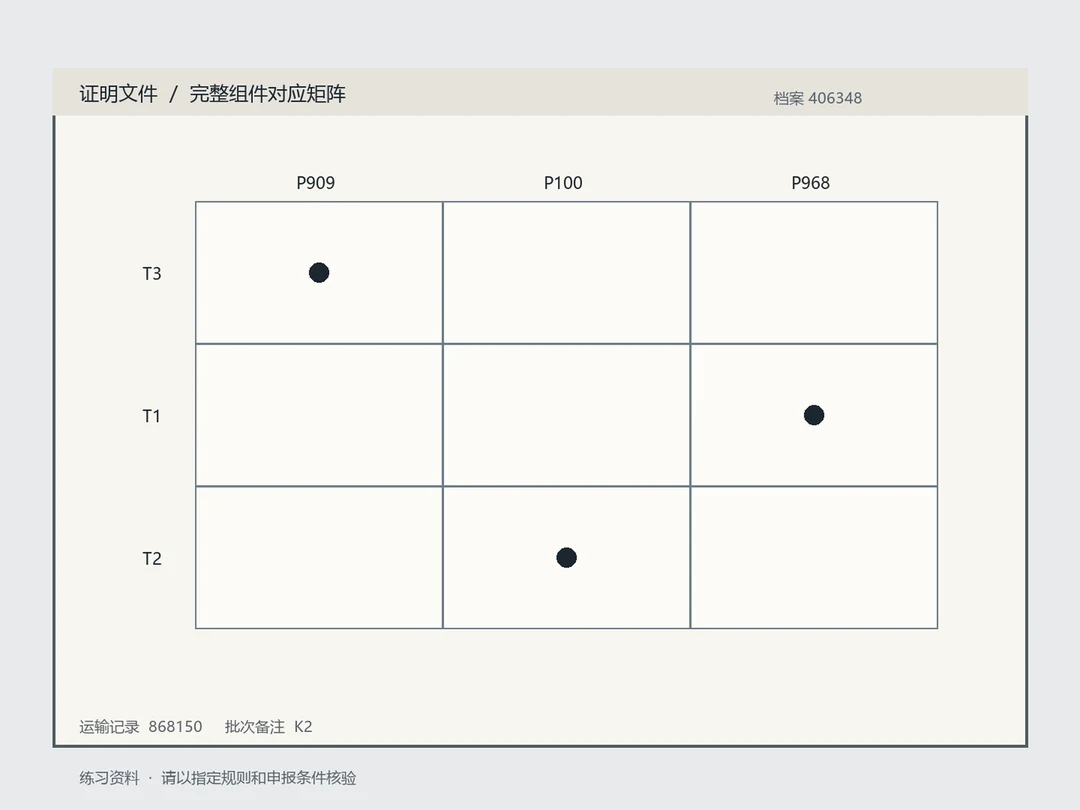 证明文件 / 完整组件对应矩阵
档案 406348
P909 P100 P968
T3
T1
T2
运输记录 868150 批次备注 K2
练习资料 · 请以指定规则和申报条件核验